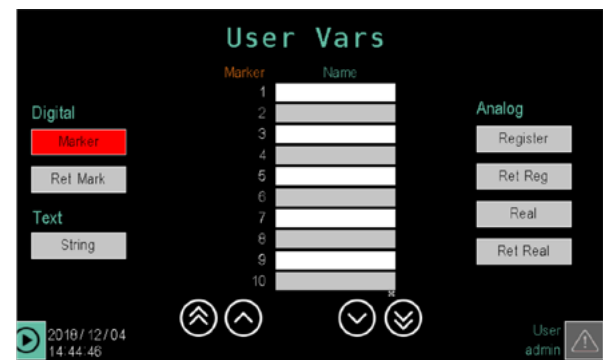 User Vars
Marker Name
1
2
3
4
5
6
7
8
9
10
Digital
Marker
Ret Mark
Text
String
Analog
Register
Ret Reg
Real
Ret Real
2018/12/04
14:44:46
User
admin